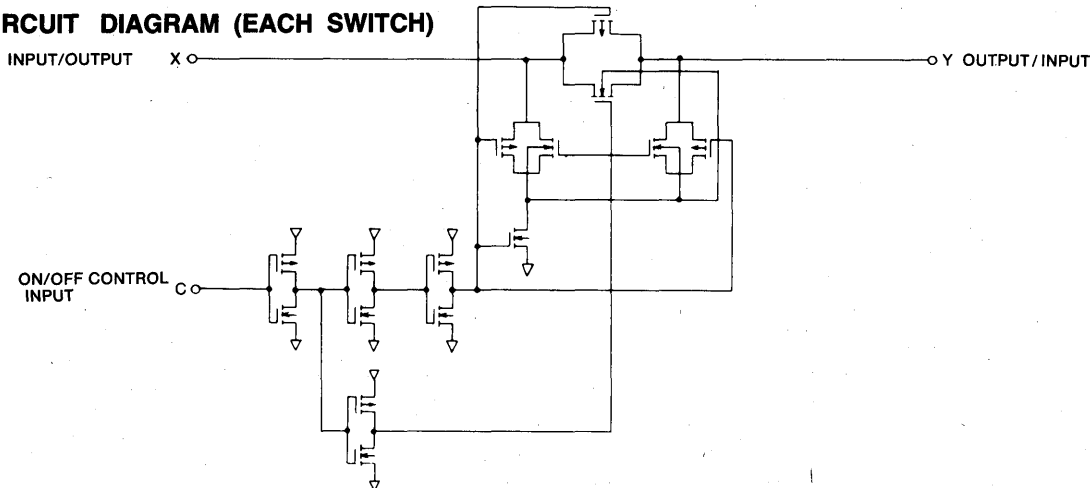 RCUIT DIAGRAM (EACH SWITCH)
INPUT/OUTPUT X
Y OUTPUT/INPUT
ON/OFF CONTROL
INPUT
C